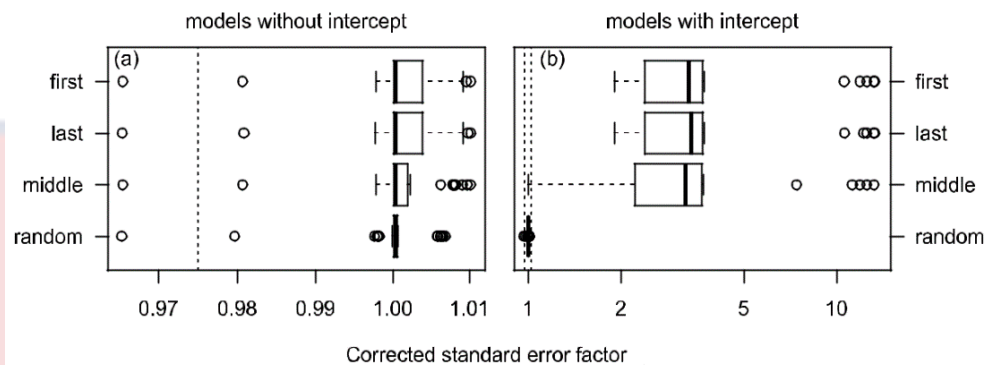 models without intercept
models with intercept
(a)
(b)
first
first
last
last
middle
middle
random
random
0.97 0.98 0.99 1.00 1.01
1 2 5 10
Corrected standard error factor